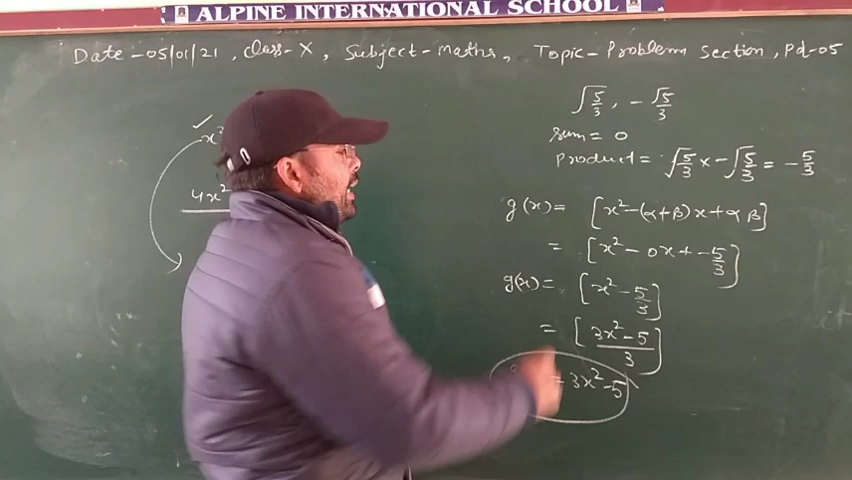 ALPINE INTERNATIONAL SCHOOL
Date - 05/01/21, Class - X, Subject - Maths, Topic - Problem Section, Pd-05
√5/3, -√5/3
Sum = 0
Product = √5/3 x -√5/3 = -5/3
g(x) = [x² - (α+β)x + αβ]
= [x² - 0x + -5/3]
g(x) = [x² - 5/3]
= [3x² - 5 / 3]
= 3x² - 5
x²
4x²